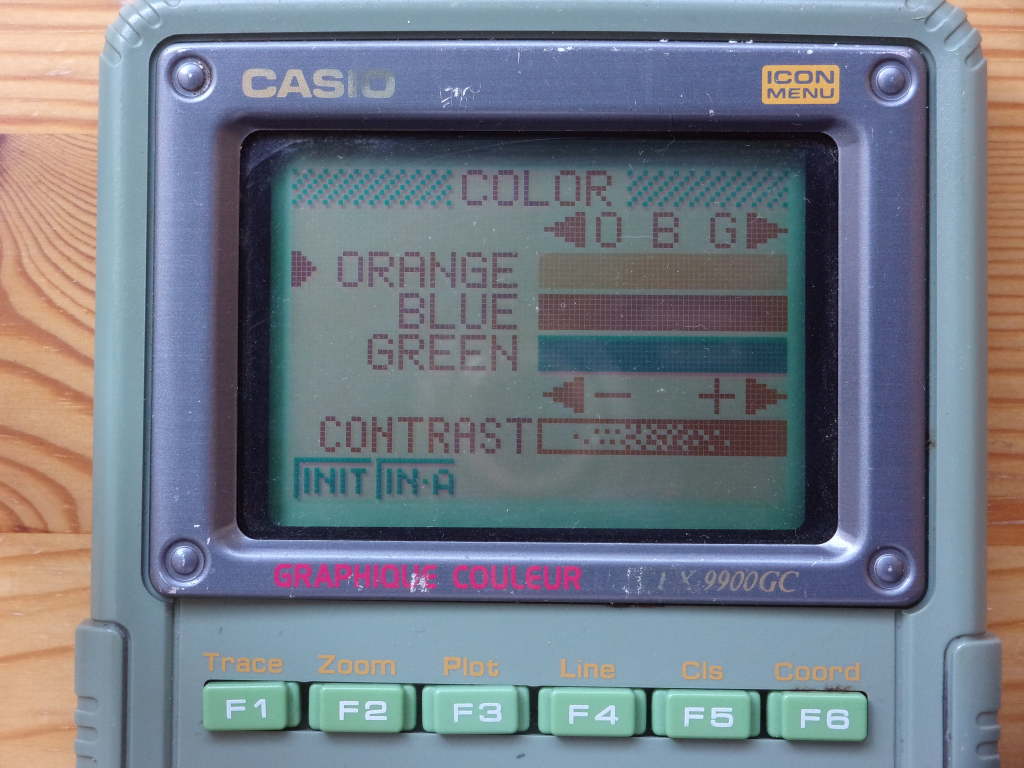 CASIO
ICON
MENU
COLOR
O B G
ORANGE
BLUE
GREEN
- +
CONTRAST
INIT IN·A
GRAPHIQUE COULEUR FX 9900GC
Trace Zoom Plot Line Cls Coord
F1 F2 F3 F4 F5 F6